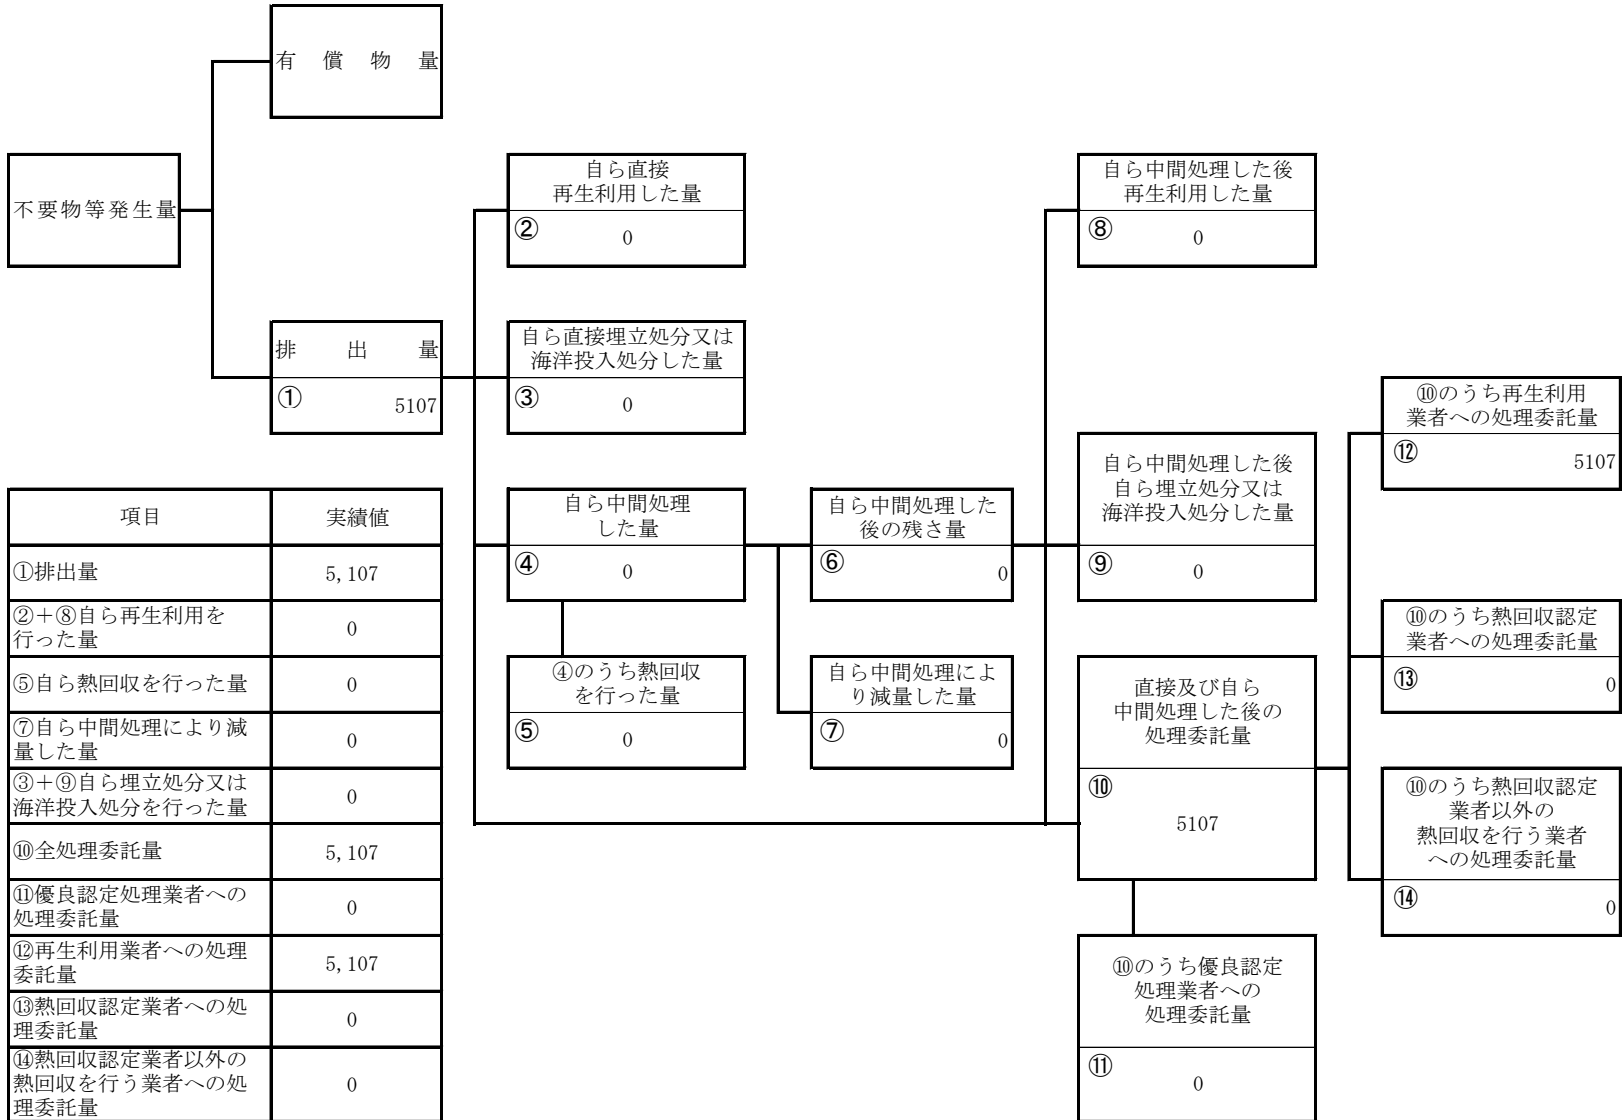 有償物量
不要物等発生量
排出量
① 5107
自ら直接
再生利用した量
② 0
自ら直接埋立処分又は
海洋投入処分した量
③ 0
自ら中間処理
した量
④ 0
④のうち熱回収
を行った量
⑤ 0
自ら中間処理した
後の残さ量
⑥ 0
自ら中間処理によ
り減量した量
⑦ 0
自ら中間処理した後
再生利用した量
⑧ 0
自ら中間処理した後
自ら埋立処分又は
海洋投入処分した量
⑨ 0
直接及び自ら
中間処理した後の
処理委託量
⑩
5107
⑩のうち優良認定
処理業者への
処理委託量
⑪ 0
⑩のうち再生利用
業者への処理委託量
⑫ 5107
⑩のうち熱回収認定
業者への処理委託量
⑬ 0
⑩のうち熱回収認定
業者以外の
熱回収を行う業者
への処理委託量
⑭ 0
項目 実績値
①排出量 5,107
②+⑧自ら再生利用を
行った量 0
⑤自ら熱回収を行った量 0
⑦自ら中間処理により減
量した量 0
③+⑨自ら埋立処分又は
海洋投入処分を行った量 0
⑩全処理委託量 5,107
⑪優良認定処理業者への
処理委託量 0
⑫再生利用業者への処理
委託量 5,107
⑬熱回収認定業者への処
理委託量 0
⑭熱回収認定業者以外の
熱回収を行う業者への処
理委託量 0